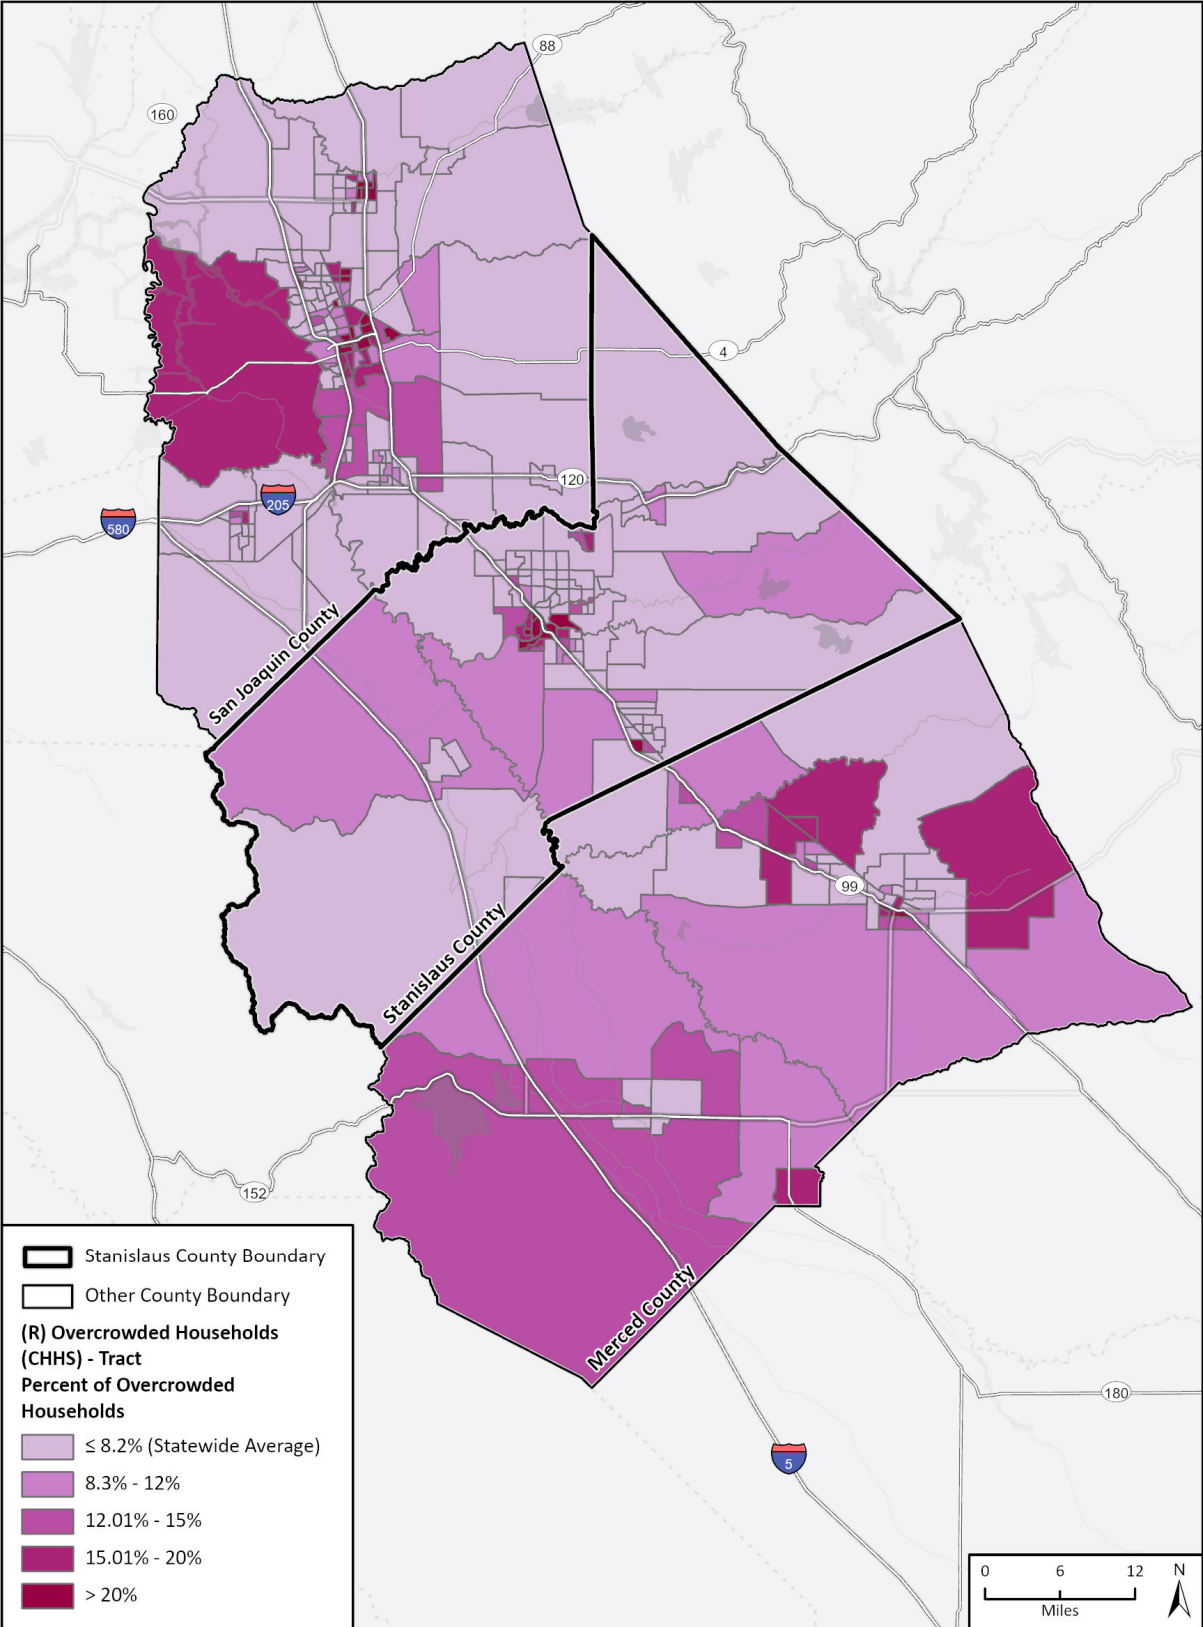 88
160
4
120
205
580
San Joaquin County
99
Stanislaus County
152
Merced County
180
5
Stanislaus County Boundary
Other County Boundary
(R) Overcrowded Households
(CHHS) - Tract
Percent of Overcrowded
Households
≤ 8.2% (Statewide Average)
8.3% - 12%
12.01% - 15%
15.01% - 20%
> 20%
0 6 12 N
Miles